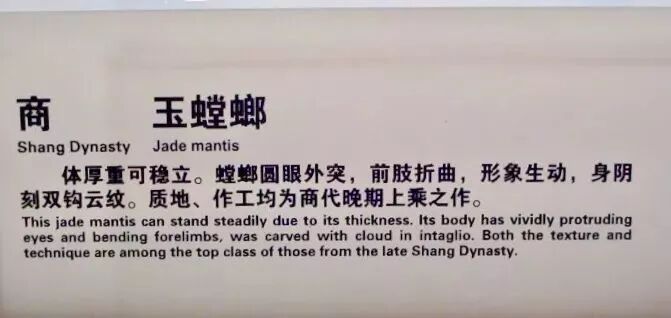 商 玉螳螂
Shang Dynasty Jade mantis
体厚重可稳立。螳螂圆眼外突，前肢折曲，形象生动，身阴
刻双钩云纹。质地、作工均为商代晚期上乘之作。
This jade mantis can stand steadily due to its thickness. Its body has vividly protruding
eyes and bending forelimbs, was carved with cloud in intaglio. Both the texture and
technique are among the top class of those from the late Shang Dynasty.